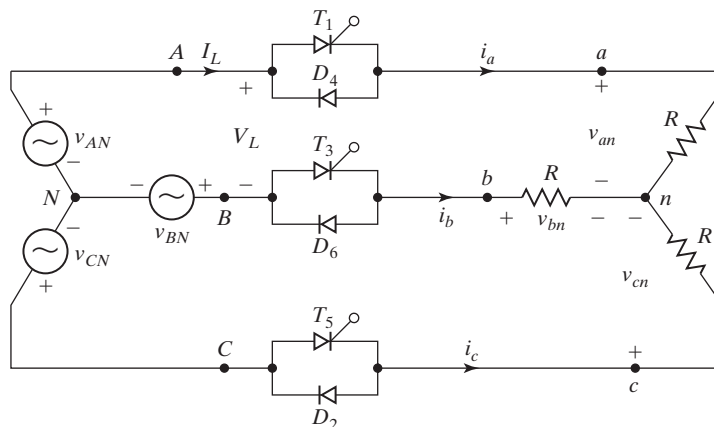 T1
A
IL
ia
a
+
D4
+
+
R
vAN
VL
T3
van
−
N
−
+
−
R
b
−
n
B
ib
+
vbn
−
−
−
vBN
D6
R
vCN
vcn
+
T5
C
ic
+
D2
c